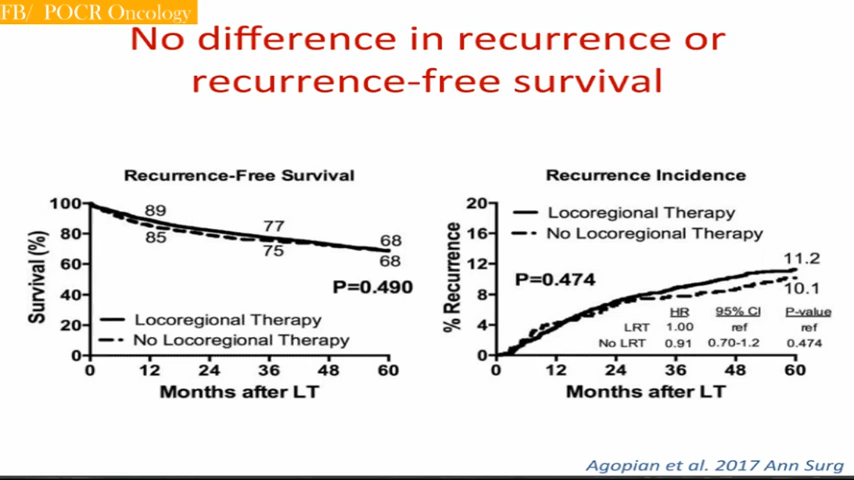 FB/ POCR Oncology
No difference in recurrence or
recurrence-free survival
Recurrence-Free Survival
Survival (%)
100
80
60
40
20
0
89
85
77
75
68
68
P=0.490
Locoregional Therapy
No Locoregional Therapy
0 12 24 36 48 60
Months after LT
Recurrence Incidence
% Recurrence
20
16
12
8
4
0
Locoregional Therapy
No Locoregional Therapy
P=0.474
11.2
10.1
HR 95% CI P-value
LRT 1.00 ref ref
No LRT 0.91 0.70-1.2 0.474
0 12 24 36 48 60
Months after LT
Agopian et al. 2017 Ann Surg